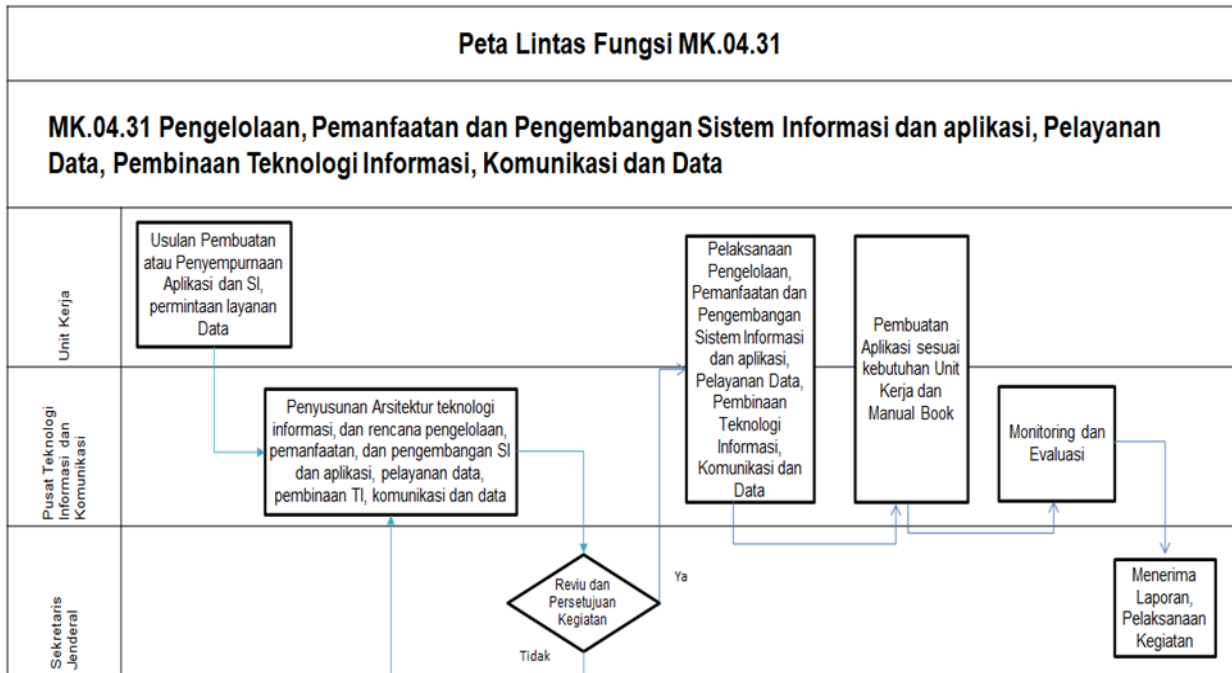 Peta Lintas Fungsi MK.04.31
MK.04.31 Pengelolaan, Pemanfaatan dan Pengembangan Sistem Informasi dan aplikasi, Pelayanan
Data, Pembinaan Teknologi Informasi, Komunikasi dan Data
Unit Kerja
Usulan Pembuatan
atau Penyempurnaan
Aplikasi dan SI,
permintaan layanan
Data
Pelaksanaan
Pengelolaan,
Pemanfaatan dan
Pengembangan
Sistem Informasi
dan aplikasi,
Pelayanan Data,
Pembinaan
Teknologi
Informasi,
Komunikasi dan
Data
Pembuatan
Aplikasi sesuai
kebutuhan Unit
Kerja dan
Manual Book
Pusat Teknologi
Informasi dan
Komunikasi
Penyusunan Arsitektur teknologi
informasi, dan rencana pengelolaan,
pemanfaatan, dan pengembangan SI
dan aplikasi, pelayanan data,
pembinaan TI, komunikasi dan data
Monitoring dan
Evaluasi
Sekretaris
Jenderal
Reviu dan
Persetujuan
Kegiatan
Ya
Tidak
Menerima
Laporan,
Pelaksanaan
Kegiatan